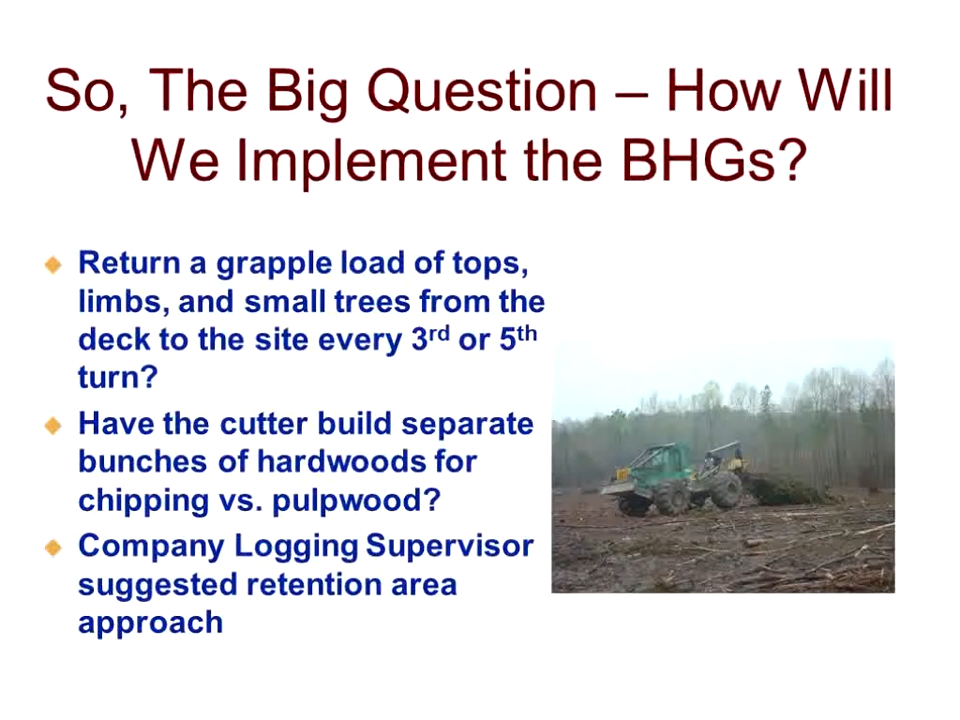 So, The Big Question – How Will
We Implement the BHGs?
Return a grapple load of tops,
limbs, and small trees from the
deck to the site every 3rd or 5th
turn?
Have the cutter build separate
bunches of hardwoods for
chipping vs. pulpwood?
Company Logging Supervisor
suggested retention area
approach